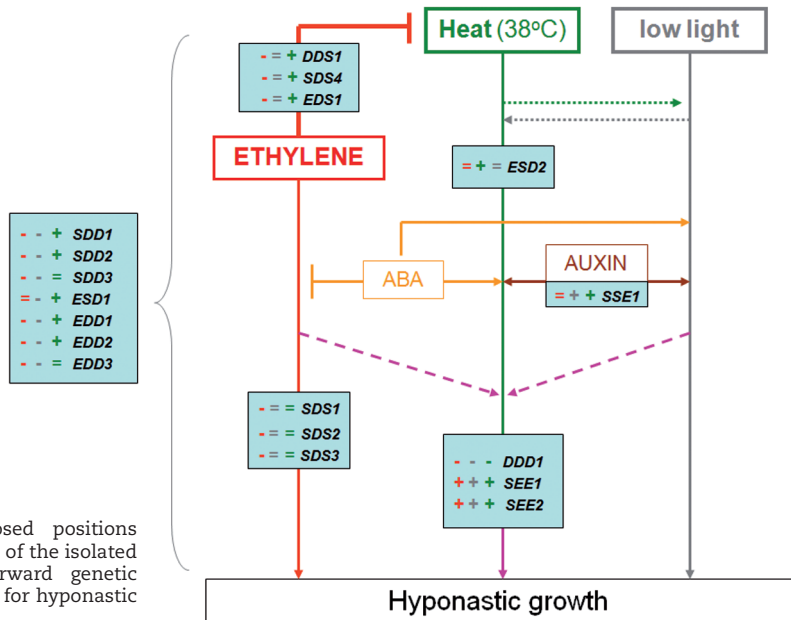 Heat (38ºC)
low light
- = + DDS1
- = + SDS4
- = + EDS1
ETHYLENE
= + = ESD2
- - + SDD1
- - + SDD2
- - = SDD3
= - + ESD1
- - + EDD1
- - + EDD2
- - = EDD3
ABA
AUXIN
= + + SSE1
- = = SDS1
- = = SDS2
- = = SDS3
- - - DDD1
+ + + SEE1
+ + + SEE2
osed positions
of the isolated
rward genetic
for hyponastic
Hyponastic growth